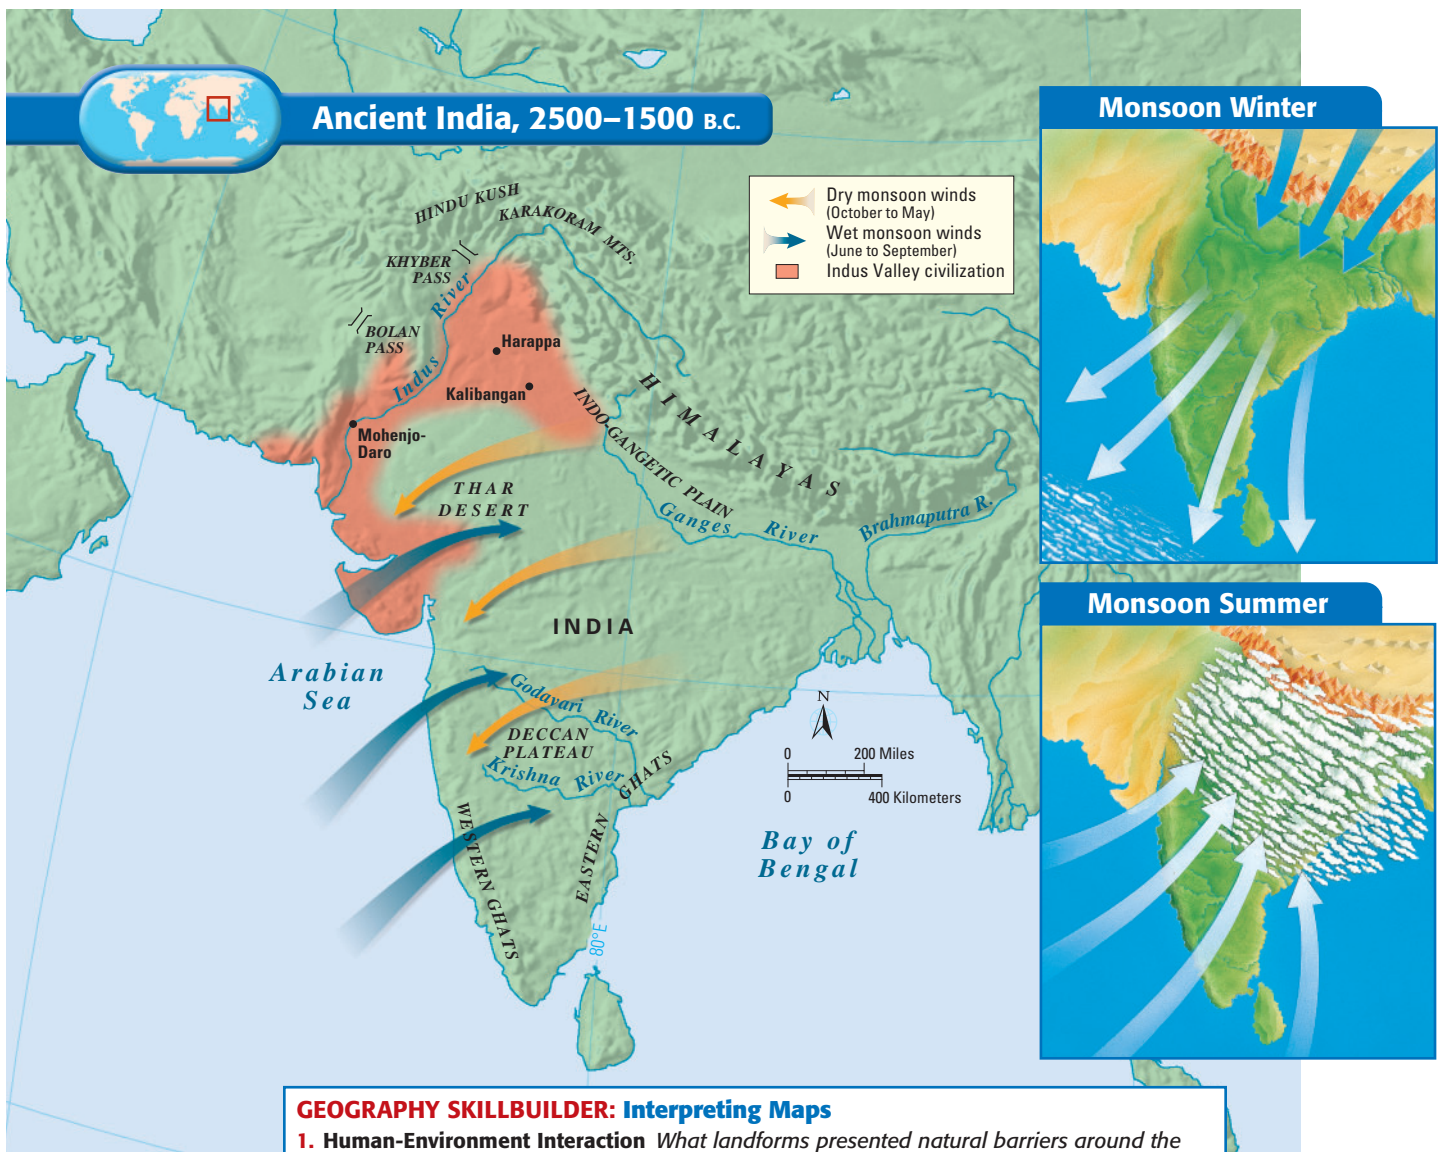 Ancient India, 2500–1500 B.C.
Dry monsoon winds
(October to May)
Wet monsoon winds
(June to September)
Indus Valley civilization
HINDU KUSH
KARAKORAM MTS.
KHYBER
PASS
BOLAN
PASS
Indus River
Harappa
Kalibangan
Mohenjo-
Daro
HIMALAYAS
INDO-GANGETIC PLAIN
THAR
DESERT
Ganges River
Brahmaputra R.
INDIA
Arabian
Sea
Godavari River
DECCAN
PLATEAU
Krishna River
WESTERN GHATS
EASTERN GHATS
N
0 200 Miles
0 400 Kilometers
Bay of
Bengal
80°E
Monsoon Winter
Monsoon Summer
GEOGRAPHY SKILLBUILDER: Interpreting Maps
1. Human-Environment Interaction What landforms presented natural barriers around the